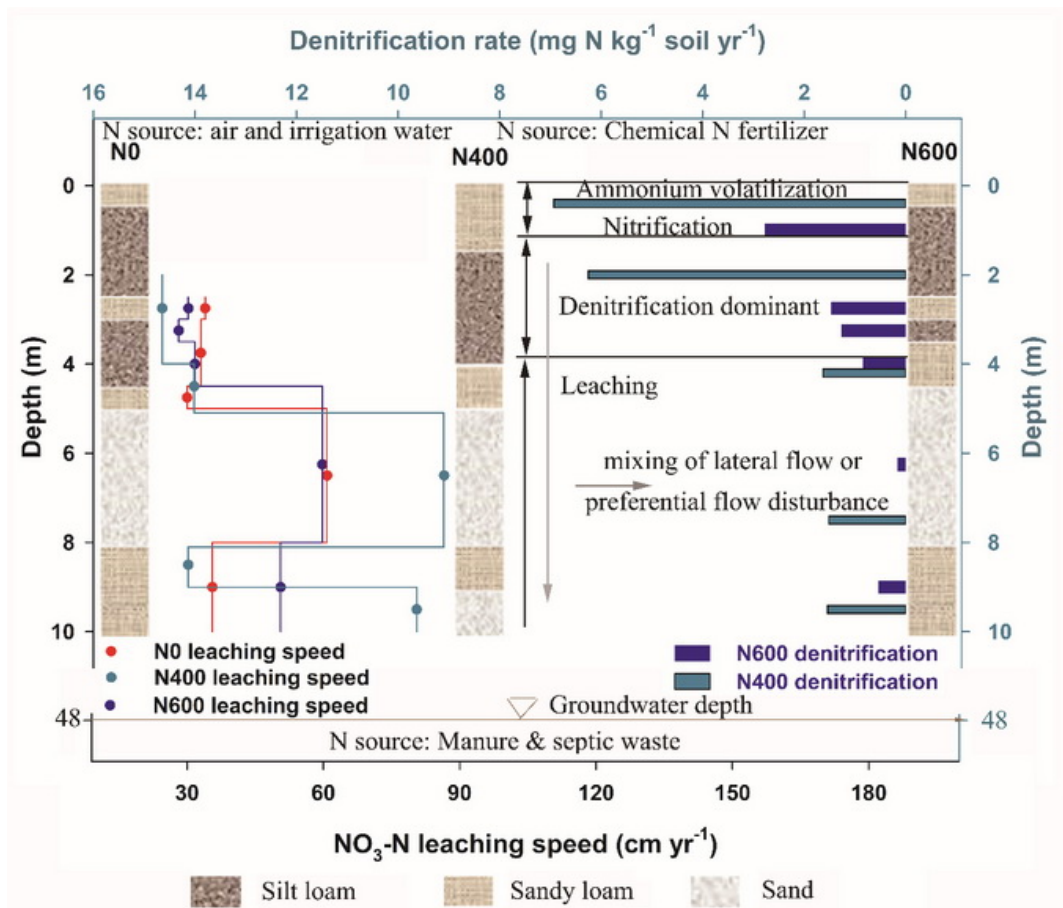 Denitrification rate (mg N kg⁻¹ soil yr⁻¹)
16 14 12 10 8 6 4 2 0
N source: air and irrigation water N source: Chemical N fertilizer
N0 N400 N600
0 Ammonium volatilization 0
Nitrification
2 2
Denitrification dominant
4 4
Leaching
Depth (m) Depth (m)
6 mixing of lateral flow or 6
preferential flow disturbance
8 8
10 10
N0 leaching speed N600 denitrification
N400 leaching speed N400 denitrification
N600 leaching speed Groundwater depth
48 48
N source: Manure & septic waste
30 60 90 120 150 180
NO₃-N leaching speed (cm yr⁻¹)
Silt loam Sandy loam Sand